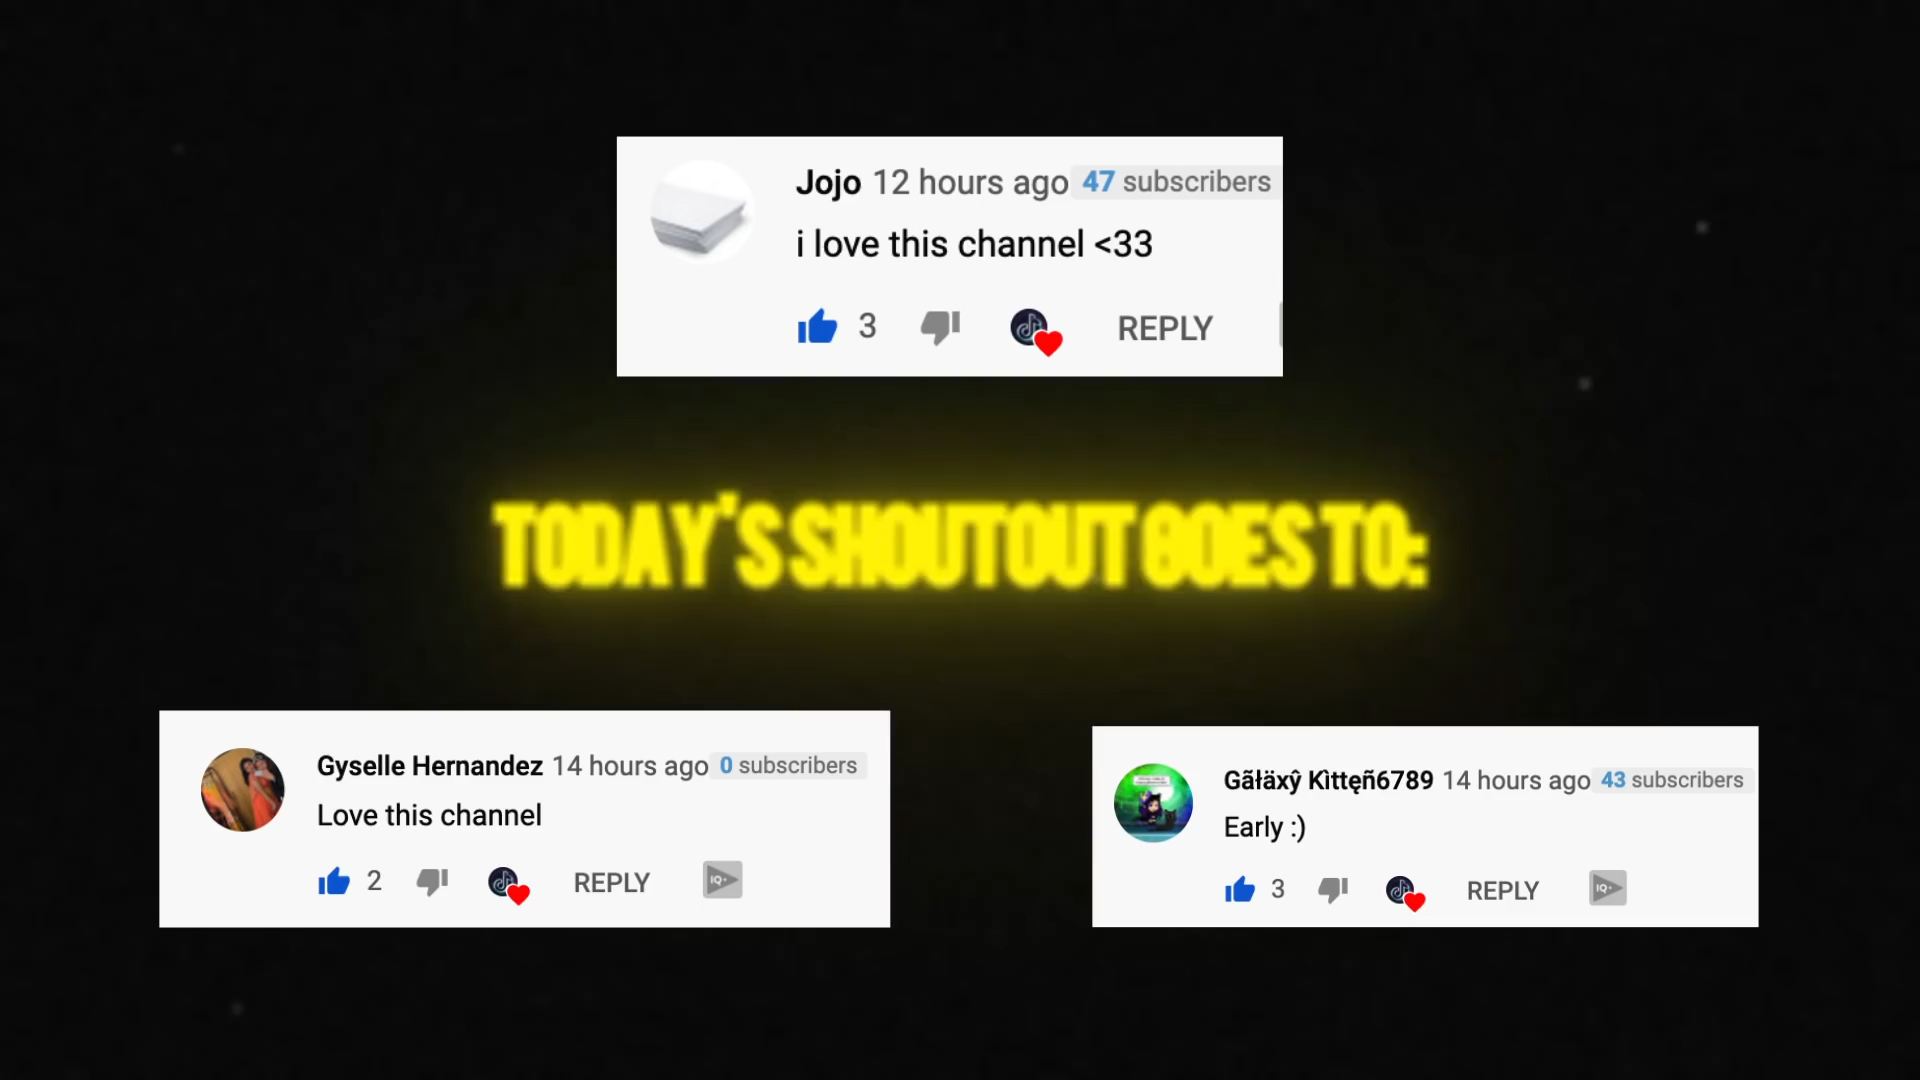 Jojo 12 hours ago 47 subscribers
i love this channel <33
3 REPLY
TODAY'S SHOUTOUT GOES TO:
Gyselle Hernandez 14 hours ago 0 subscribers
Love this channel
2 REPLY IQ+
Gãłäxŷ Kìttęñ6789 14 hours ago 43 subscribers
Early :)
3 REPLY IQ+